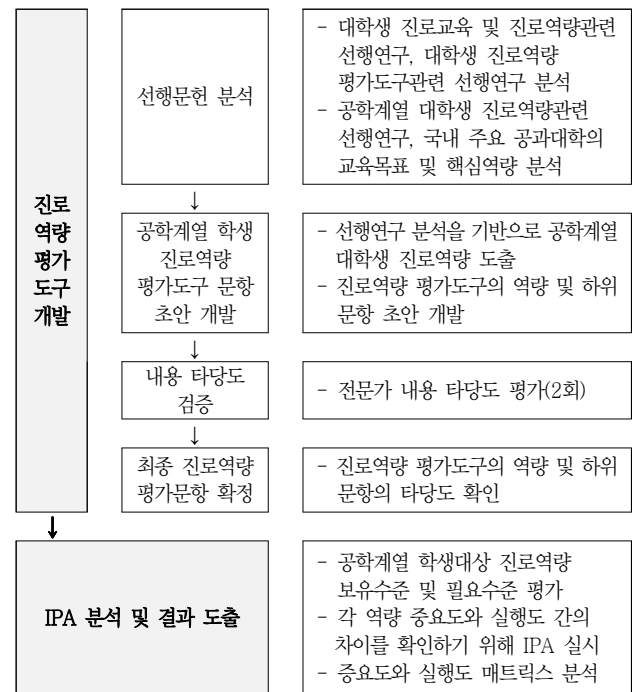 진로
역량
평가
도구
개발
선행문헌 분석
- 대학생 진로교육 및 진로역량관련
선행연구, 대학생 진로역량
평가도구관련 선행연구 분석
- 공학계열 대학생 진로역량관련
선행연구, 국내 주요 공과대학의
교육목표 및 핵심역량 분석
↓
공학계열 학생
진로역량
평가도구 문항
초안 개발
- 선행연구 분석을 기반으로 공학계열
대학생 진로역량 도출
- 진로역량 평가도구의 역량 및 하위
문항 초안 개발
↓
내용 타당도
검증
- 전문가 내용 타당도 평가(2회)
↓
최종 진로역량
평가문항 확정
- 진로역량 평가도구의 역량 및 하위
문항의 타당도 확인
↓
IPA 분석 및 결과 도출
- 공학계열 학생대상 진로역량
보유수준 및 필요수준 평가
- 각 역량 중요도와 실행도 간의
차이를 확인하기 위해 IPA 실시
- 중요도와 실행도 매트릭스 분석